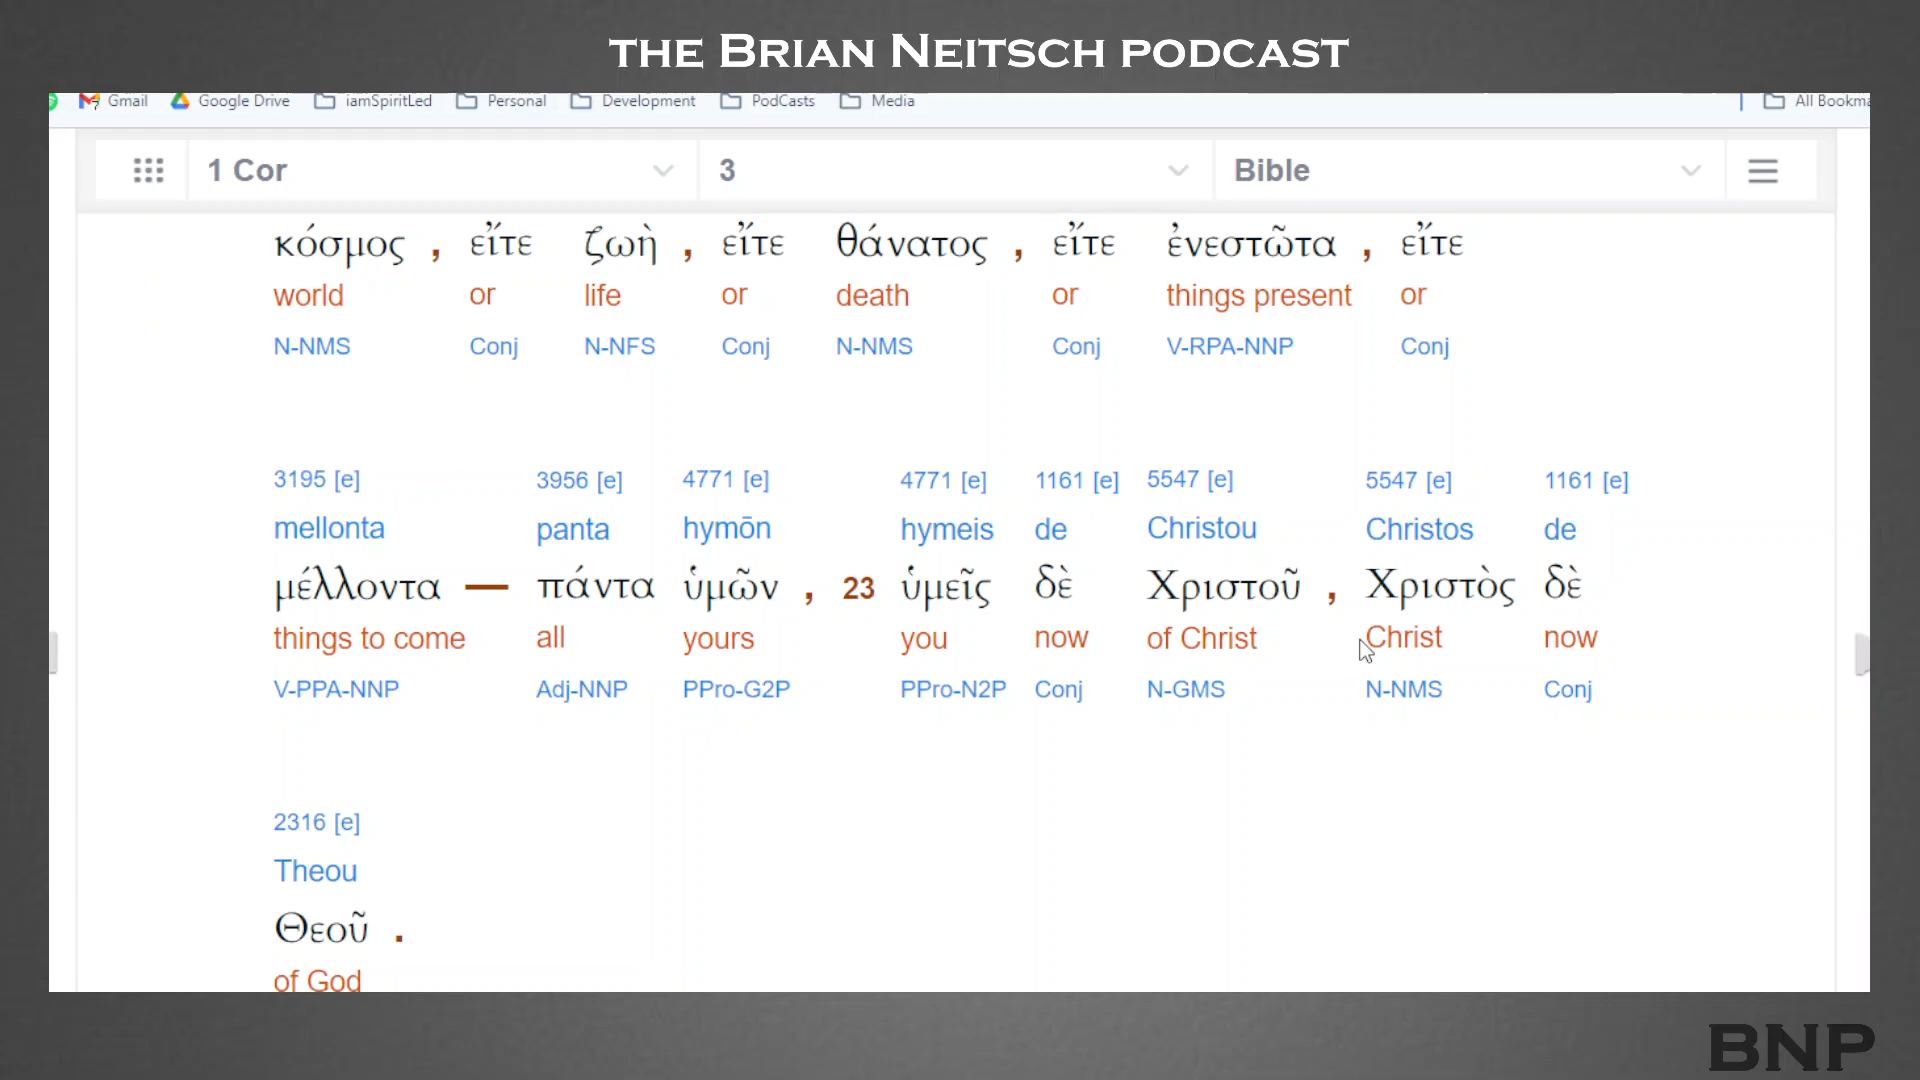 THE BRIAN NEITSCH PODCAST
Gmail Google Drive iamSpiritLed Personal Development PodCasts Media All Bookma
1 Cor 3 Bible
κόσμος , εἴτε ζωὴ , εἴτε θάνατος , εἴτε ἐνεστῶτα , εἴτε
world or life or death or things present or
N-NMS Conj N-NFS Conj N-NMS Conj V-RPA-NNP Conj
3195 [e] 3956 [e] 4771 [e] 4771 [e] 1161 [e] 5547 [e] 5547 [e] 1161 [e]
mellonta panta hymōn hymeis de Christou Christos de
μέλλοντα — πάντα ὑμῶν , 23 ὑμεῖς δὲ Χριστοῦ , Χριστὸς δὲ
things to come all yours you now of Christ Christ now
V-PPA-NNP Adj-NNP PPro-G2P PPro-N2P Conj N-GMS N-NMS Conj
2316 [e]
Theou
Θεοῦ .
of God
BNP